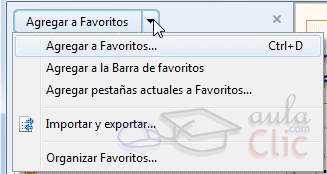 Agregar a Favoritos
Agregar a Favoritos... Ctrl+D
Agregar a la Barra de favoritos
Agregar pestañas actuales a Favoritos...
Importar y exportar...
Organizar Favoritos...
aula
Clic.com